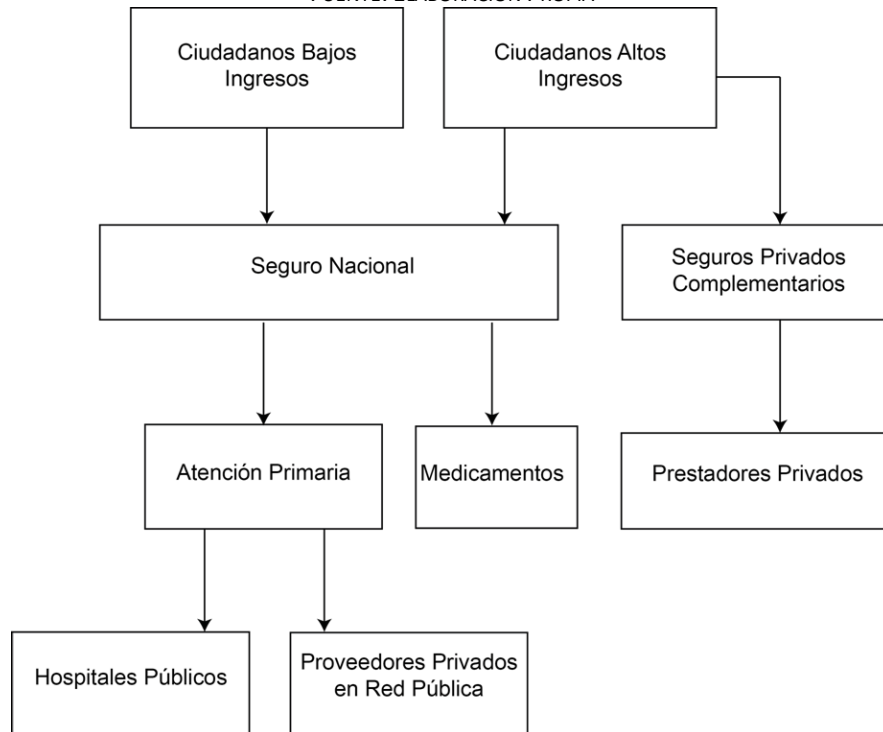 Ciudadanos Bajos
Ingresos
Ciudadanos Altos
Ingresos
Seguro Nacional
Seguros Privados
Complementarios
Atención Primaria
Medicamentos
Prestadores Privados
Hospitales Públicos
Proveedores Privados
en Red Pública